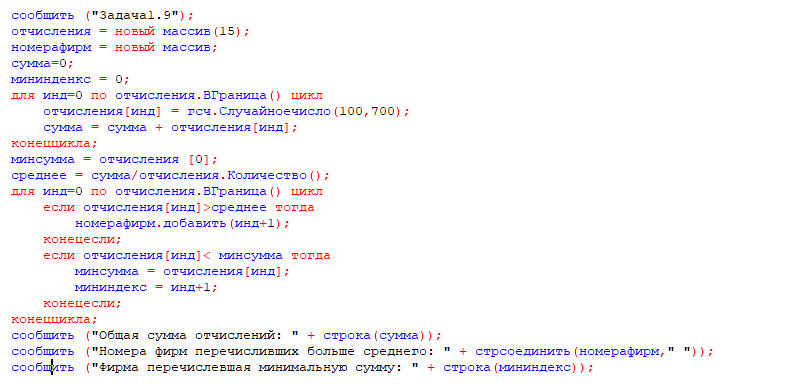 сообщить ("Задача1.9");
отчисления = новый массив(15);
номерафирм = новый массив;
сумма=0;
мининденкс = 0;
для инд=0 по отчисления.ВГраница() цикл
отчисления[инд] = гсч.Случайноечисло(100,700);
сумма = сумма + отчисления[инд];
конеццикла;
минсумма = отчисления [0];
среднее = сумма/отчисления.Количество();
для инд=0 по отчисления.ВГраница() цикл
если отчисления[инд]>среднее тогда
номерафирм.добавить(инд+1);
конецесли;
если отчисления[инд]< минсумма тогда
минсумма = отчисления[инд];
мининдекс = инд+1;
конецесли;
конеццикла;
сообщить ("Общая сумма отчислений: " + строка(сумма));
сообщить ("Номера фирм перечисливших больше среднего: " + стрсоединить(номерафирм," "));
сообщить ("Фирма перечислевшая минимальную сумму: " + строка(мининдекс));